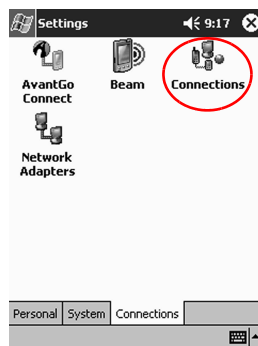 Settings 9:17
AvantGo
Connect
Beam
Connections
Network
Adapters
Personal System Connections